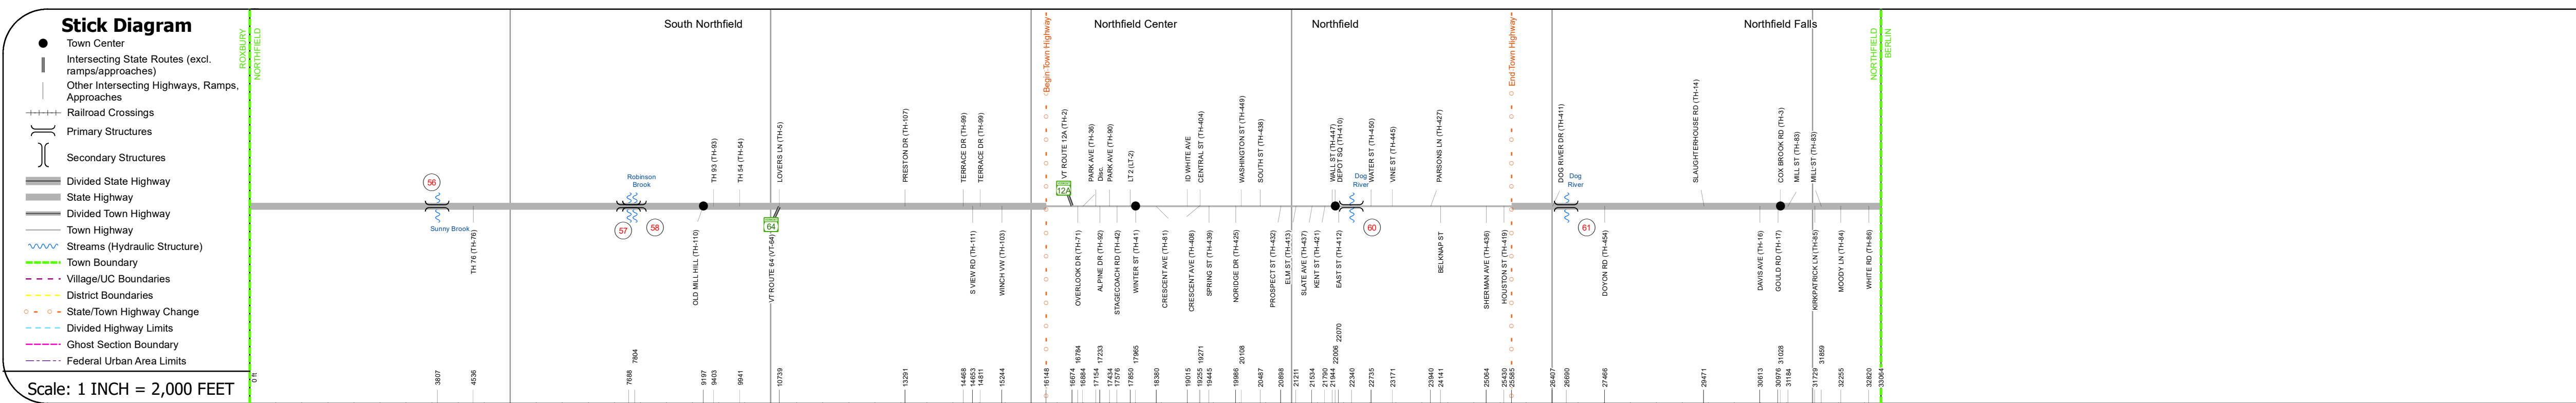 Stick Diagram
Town Center
Intersecting State Routes (excl.
ramps/approaches)
Other Intersecting Highways, Ramps,
Approaches
Railroad Crossings
Primary Structures
Secondary Structures
Divided State Highway
State Highway
Divided Town Highway
Town Highway
Streams (Hydraulic Structure)
Town Boundary
Village/UC Boundaries
District Boundaries
State/Town Highway Change
Divided Highway Limits
Ghost Section Boundary
Federal Urban Area Limits
Scale: 1 INCH = 2,000 FEET
South Northfield
Northfield Center
Northfield
Northfield Falls
ROXBURY
NORTHFIELD
Begin Town Highway
End Town Highway
NORTHFIELD
BERLIN
TH 93 (TH-93)
TH 54 (TH-54)
LOVERS LN (TH-5)
PRESTON DR (TH-107)
TERRACE DR (TH-99)
TERRACE DR (TH-99)
VT ROUTE 12A (TH-2)
PARK AVE (TH-36)
Disc.
PARK AVE (TH-90)
LT 2 (LT-2)
ID WHITE AVE
CENTRAL ST (TH-404)
WASHINGTON ST (TH-449)
SOUTH ST (TH-438)
WALL ST (TH-447)
DEPOT SQ (TH-410)
WATER ST (TH-450)
VINE ST (TH-445)
PARSONS LN (TH-427)
DOG RIVER DR (TH-411)
SLAUGHTERHOUSE RD (TH-14)
COX BROOK RD (TH-3)
MILL ST (TH-83)
MILL ST (TH-83)
56
Sunny Brook
Robinson
Brook
57
58
64
12A
Dog
River
60
Dog
River
61
TH 76 (TH-76)
OLD MILL HILL (TH-110)
VT ROUTE 64 (VT-64)
S VIEW RD (TH-111)
WINCH VW (TH-103)
OVERLOOK DR (TH-71)
ALPINE DR (TH-92)
STAGECOACH RD (TH-42)
WINTER ST (TH-41)
CRESCENT AVE (TH-81)
CRESCENT AVE (TH-408)
SPRING ST (TH-439)
NORIDGE DR (TH-425)
PROSPECT ST (TH-432)
ELM ST (TH-413)
SLATE AVE (TH-437)
KENT ST (TH-421)
EAST ST (TH-412)
BELKNAP ST
SHERMAN AVE (TH-436)
HOUSTON ST (TH-419)
DOYON RD (TH-454)
DAVIS AVE (TH-16)
GOULD RD (TH-17)
KIRKPATRICK LN (TH-85)
MOODY LN (TH-84)
WHITE RD (TH-86)
0 ft
3807
4536
7688
7804
9197
9403
9941
10739
13291
14468
14653
14811
15244
16148
16674
16784
16884
17154
17233
17434
17576
17850
17965
18380
19015
19255
19271
19445
19986
20108
20487
20898
21211
21534
21790
21944
22006
22070
22340
22735
23171
23940
24141
25064
25430
25585
26407
26690
27466
29471
30613
30976
31028
31184
31729
31859
32255
32820
33064